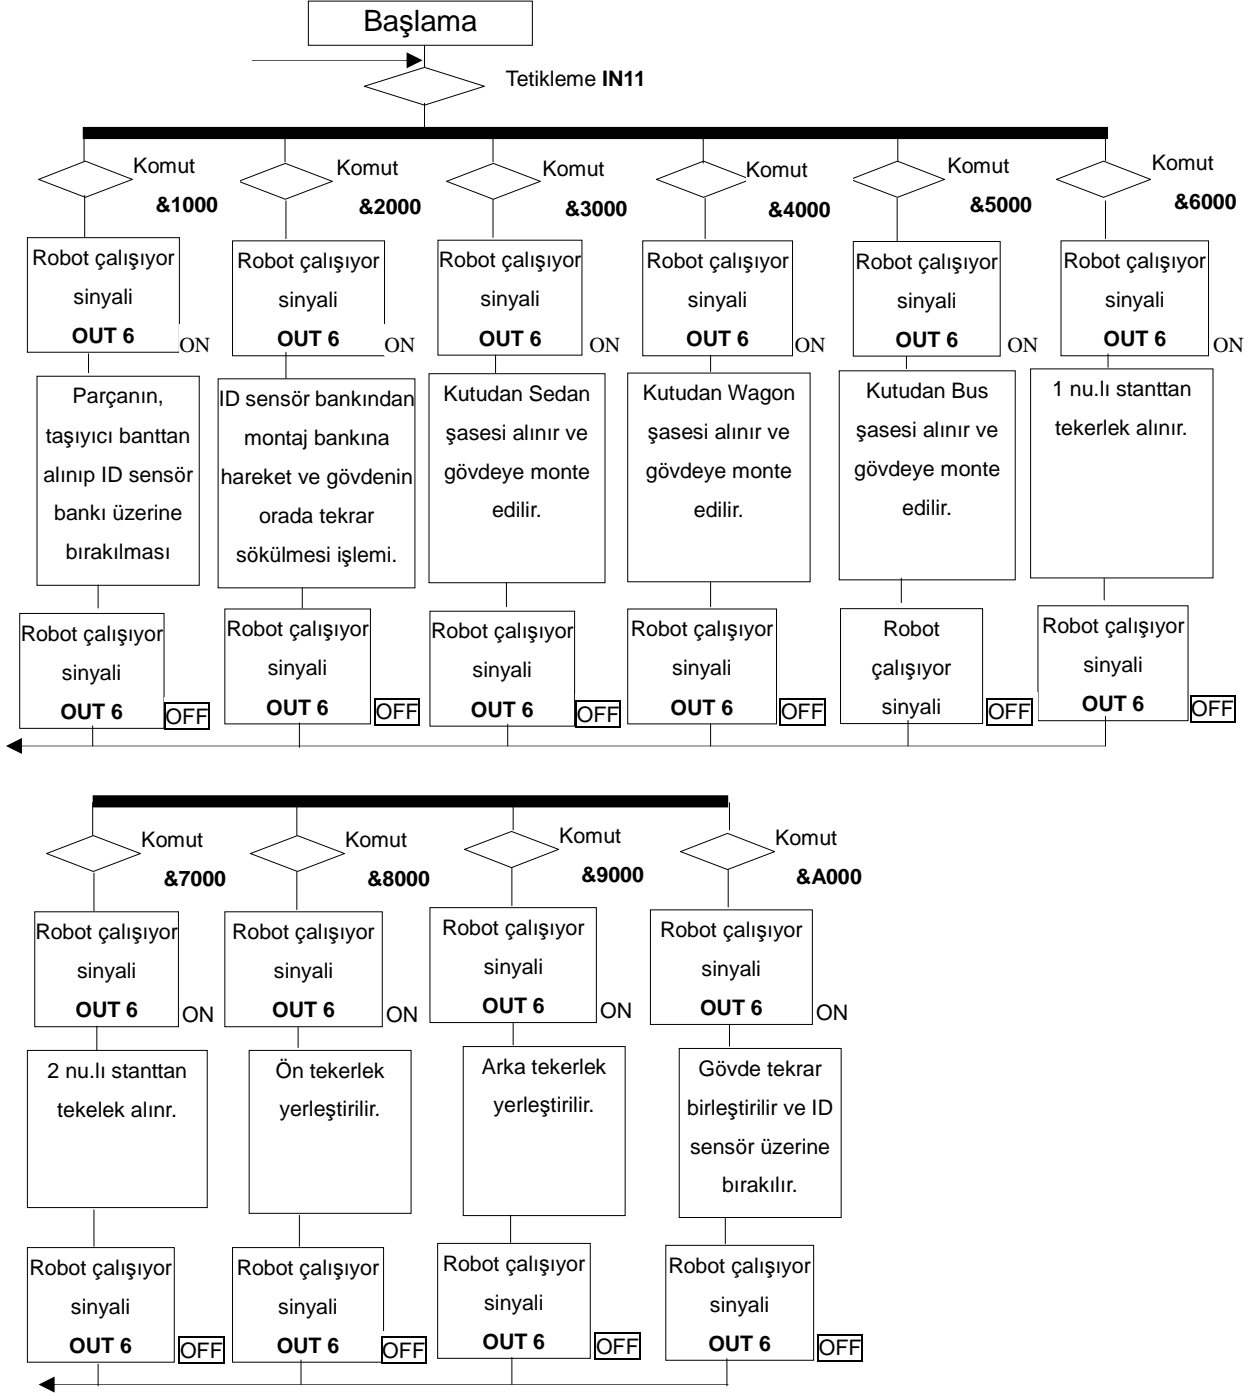 Başlama
Tetikleme IN11
Komut
&1000
Robot çalışıyor
sinyali
OUT 6
ON
Parçanın,
taşıyıcı banttan
alınıp ID sensör
bankı üzerine
bırakılması
Robot çalışıyor
sinyali
OUT 6
OFF
Komut
&2000
Robot çalışıyor
sinyali
OUT 6
ON
ID sensör bankından
montaj bankına
hareket ve gövdenin
orada tekrar
sökülmesi işlemi.
Robot çalışıyor
sinyali
OUT 6
OFF
Komut
&3000
Robot çalışıyor
sinyali
OUT 6
ON
Kutudan Sedan
şasesi alınır ve
gövdeye monte
edilir.
Robot çalışıyor
sinyali
OUT 6
OFF
Komut
&4000
Robot çalışıyor
sinyali
OUT 6
ON
Kutudan Wagon
şasesi alınır ve
gövdeye monte
edilir.
Robot çalışıyor
sinyali
OUT 6
OFF
Komut
&5000
Robot çalışıyor
sinyali
OUT 6
ON
Kutudan Bus
şasesi alınır ve
gövdeye monte
edilir.
Robot
çalışıyor
sinyali
OFF
Komut
&6000
Robot çalışıyor
sinyali
OUT 6
ON
1 nu.lı stanttan
tekerlek alınır.
Robot çalışıyor
sinyali
OUT 6
OFF
Komut
&7000
Robot çalışıyor
sinyali
OUT 6
ON
2 nu.lı stanttan
tekelek alınr.
Robot çalışıyor
sinyali
OUT 6
OFF
Komut
&8000
Robot çalışıyor
sinyali
OUT 6
ON
Ön tekerlek
yerleştirilir.
Robot çalışıyor
sinyali
OUT 6
OFF
Komut
&9000
Robot çalışıyor
sinyali
OUT 6
ON
Arka tekerlek
yerleştirilir.
Robot çalışıyor
sinyali
OUT 6
OFF
Komut
&A000
Robot çalışıyor
sinyali
OUT 6
ON
Gövde tekrar
birleştirilir ve ID
sensör üzerine
bırakılır.
Robot çalışıyor
sinyali
OUT 6
OFF